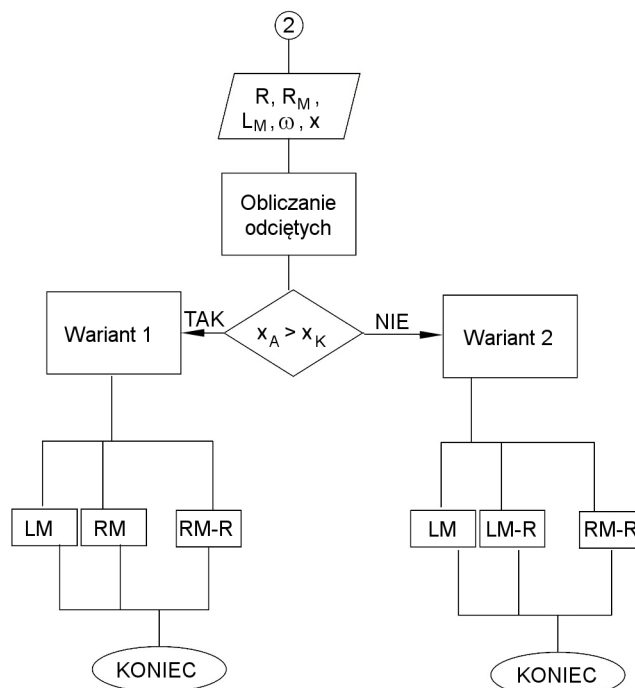 2
R, R_M,
L_M, ω, x
Obliczanie
odciętych
Wariant 1
TAK
x_A > x_K
NIE
Wariant 2
LM
RM
RM-R
LM
LM-R
RM-R
KONIEC
KONIEC